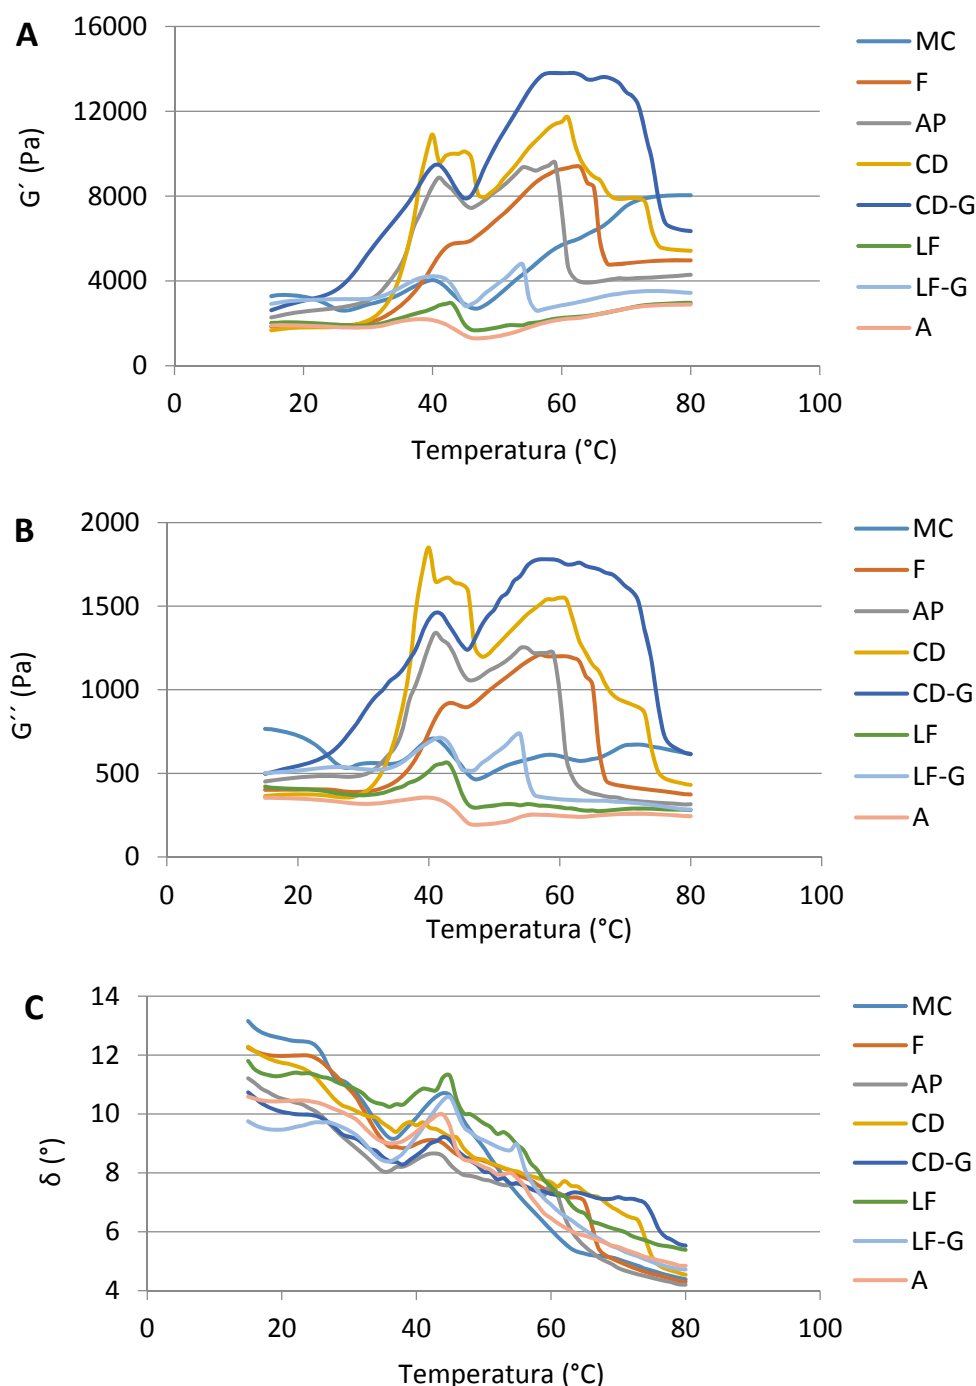 A
G´ (Pa)
16000
12000
8000
4000
0
0 20 40 60 80 100
Temperatura (°C)
MC
F
AP
CD
CD-G
LF
LF-G
A
B
G´´ (Pa)
2000
1500
1000
500
0
0 20 40 60 80 100
Temperatura (°C)
MC
F
AP
CD
CD-G
LF
LF-G
A
C
δ (°)
14
12
10
8
6
4
0 20 40 60 80 100
Temperatura (°C)
MC
F
AP
CD
CD-G
LF
LF-G
A